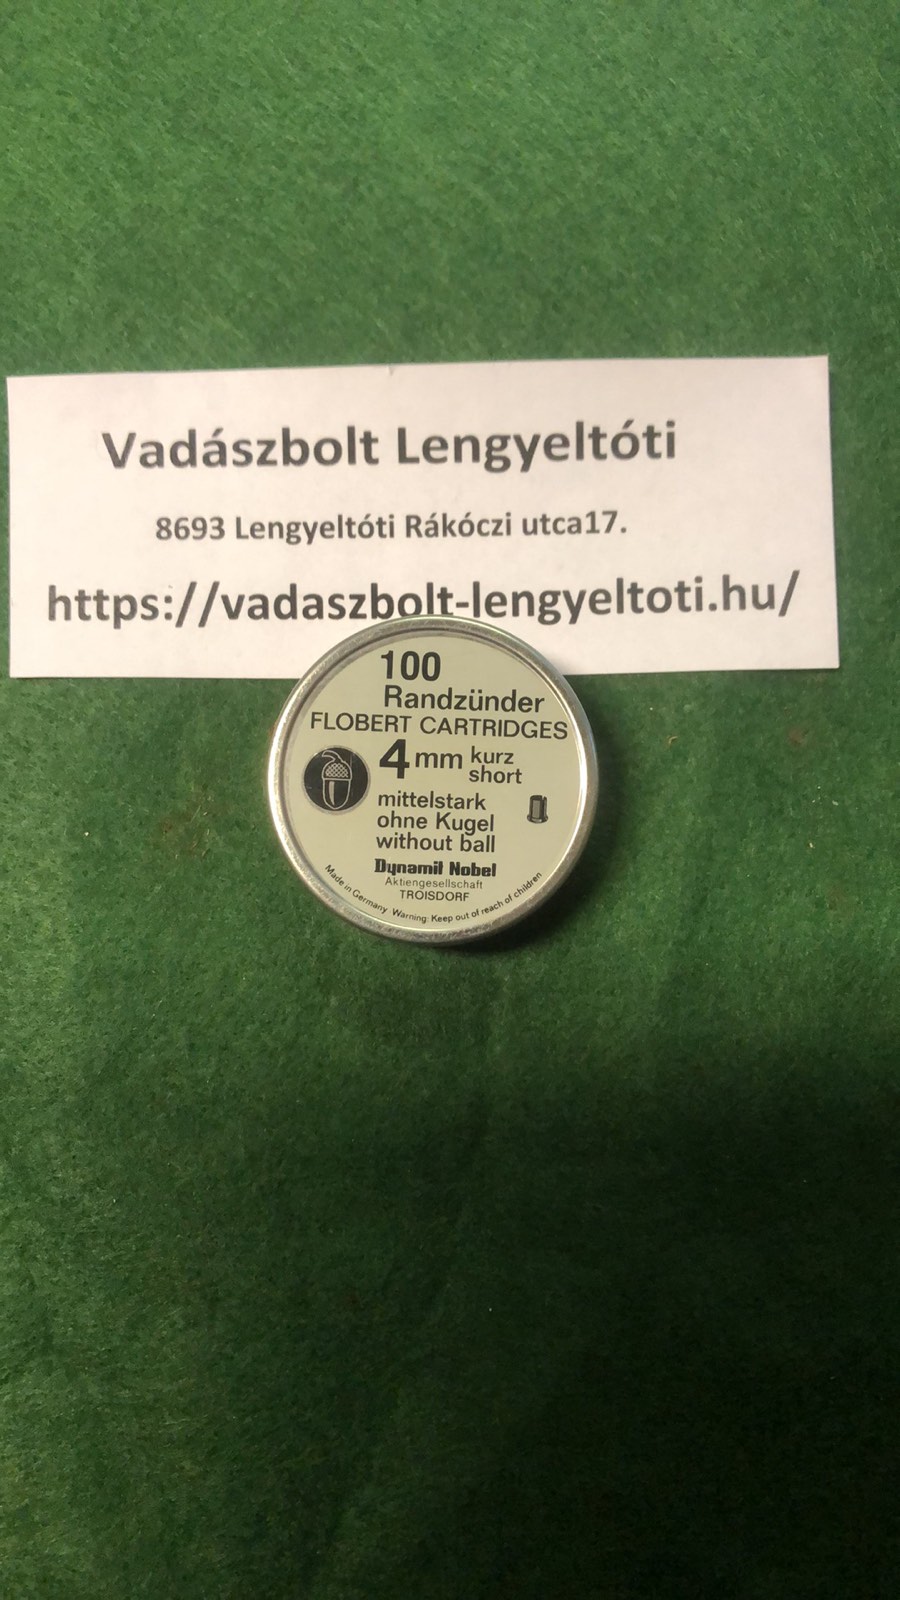 Vadászbolt Lengyeltóti
8693 Lengyeltóti Rákóczi utca17.
https://vadaszbolt-lengyeltoti.hu/
100
Randzünder
FLOBERT CARTRIDGES
4mm kurz
short
mittelstark
ohne Kugel
without ball
Dynamit Nobel
Aktiengesellschaft
TROISDORF
Made in Germany Warning: Keep out of reach of children